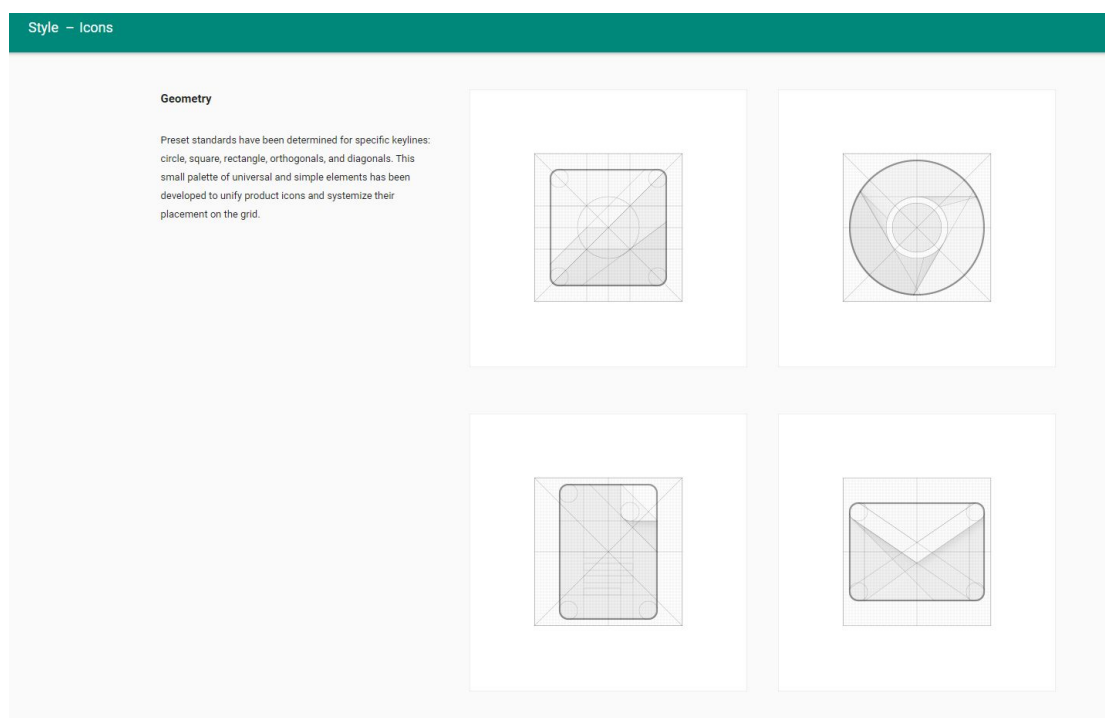 Style – Icons
Geometry
Preset standards have been determined for specific keylines:
circle, square, rectangle, orthogonals, and diagonals. This
small palette of universal and simple elements has been
developed to unify product icons and systemize their
placement on the grid.